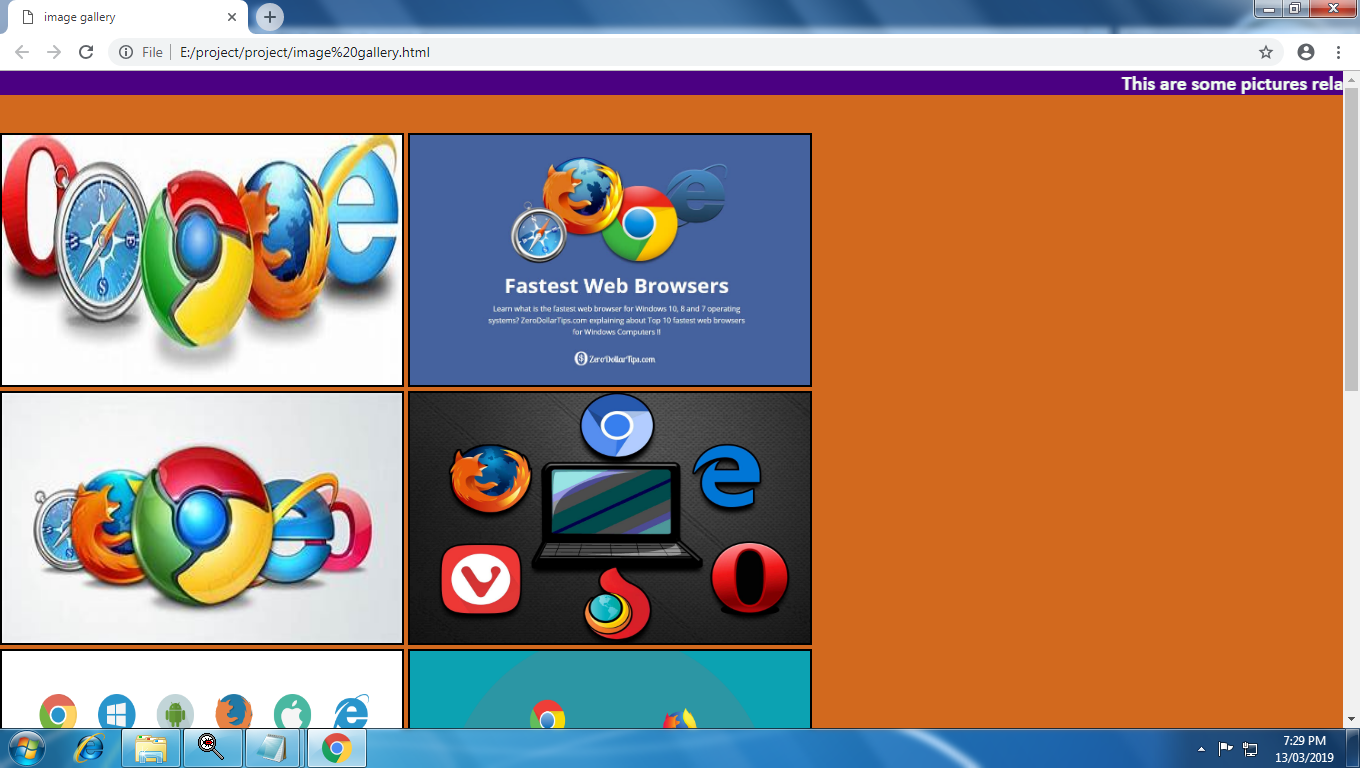 image gallery
File
E:/project/project/image%20gallery.html
This are some pictures rela
N
W
E
S
Fastest Web Browsers
Learn what is the fastest web browser for Windows 10, 8 and 7 operating
systems? ZeroDollarTips.com explaining about Top 10 fastest web browsers
for Windows Computers !!
ZeroDollarTips.com
7:29 PM
13/03/2019